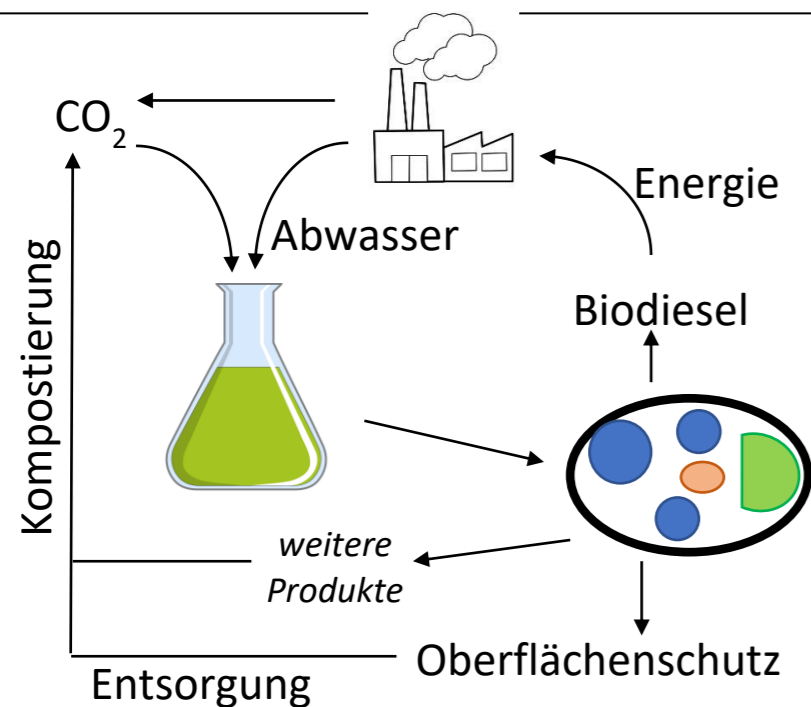 CO₂
Energie
Abwasser
Biodiesel
Kompostierung
weitere
Produkte
Oberflächenschutz
Entsorgung